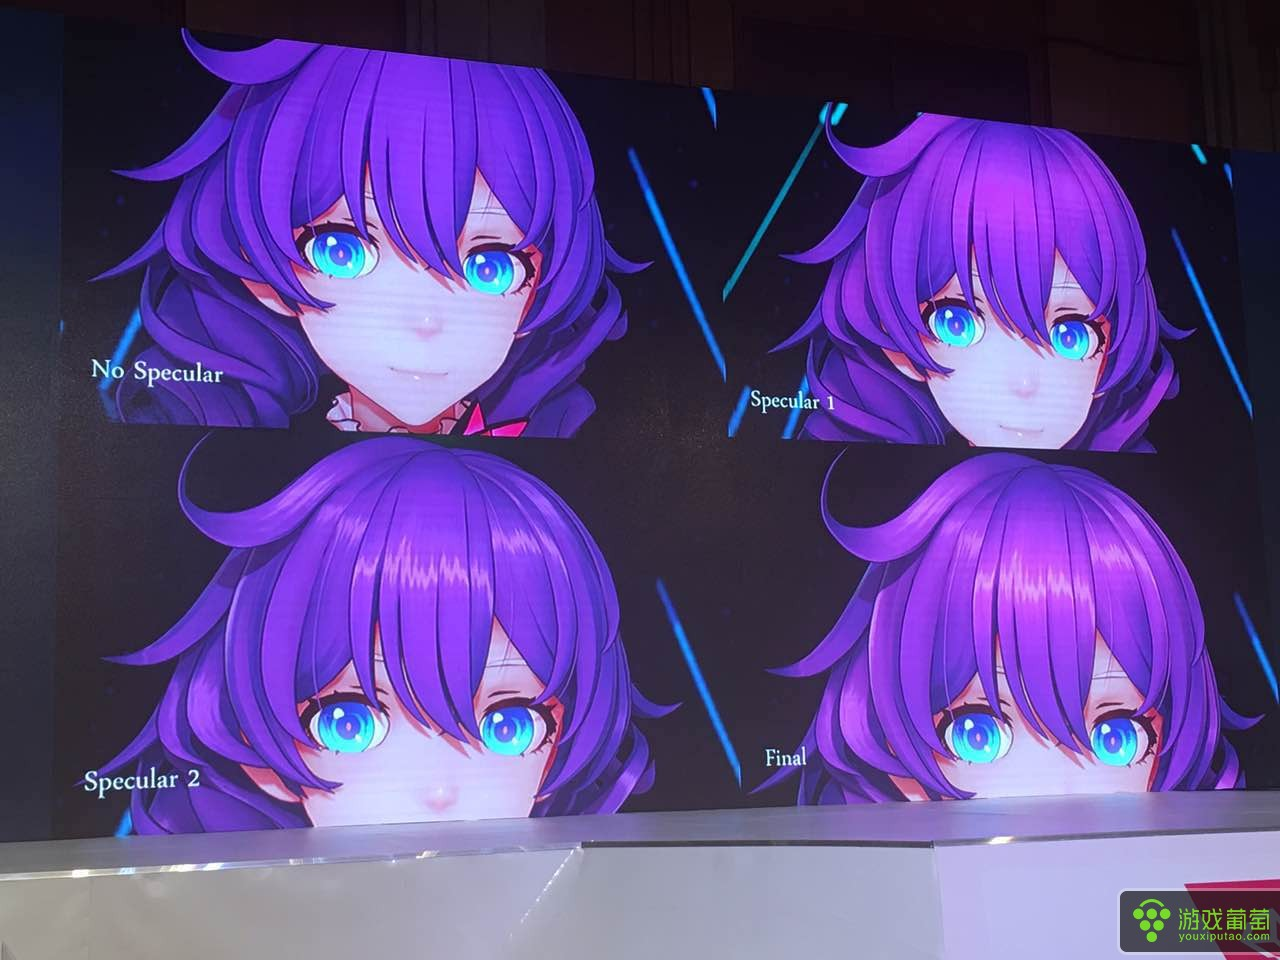 No Specular
Specular 1
Specular 2
Final
游戏葡萄
youxiputao.com